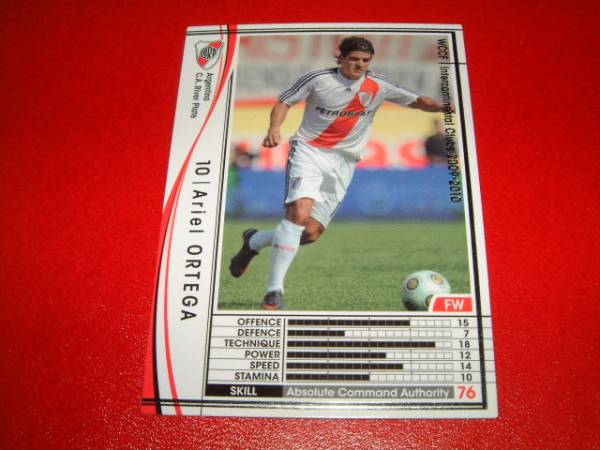 Argentina
C.A. River Plate
10 | Ariel ORTEGA
WCCF | Intercontinental Clubs 2009-2010
PETROBRAS
FW
OFFENCE 15
DEFENCE 7
TECHNIQUE 18
POWER 12
SPEED 14
STAMINA 10
SKILL Absolute Command Authority 76